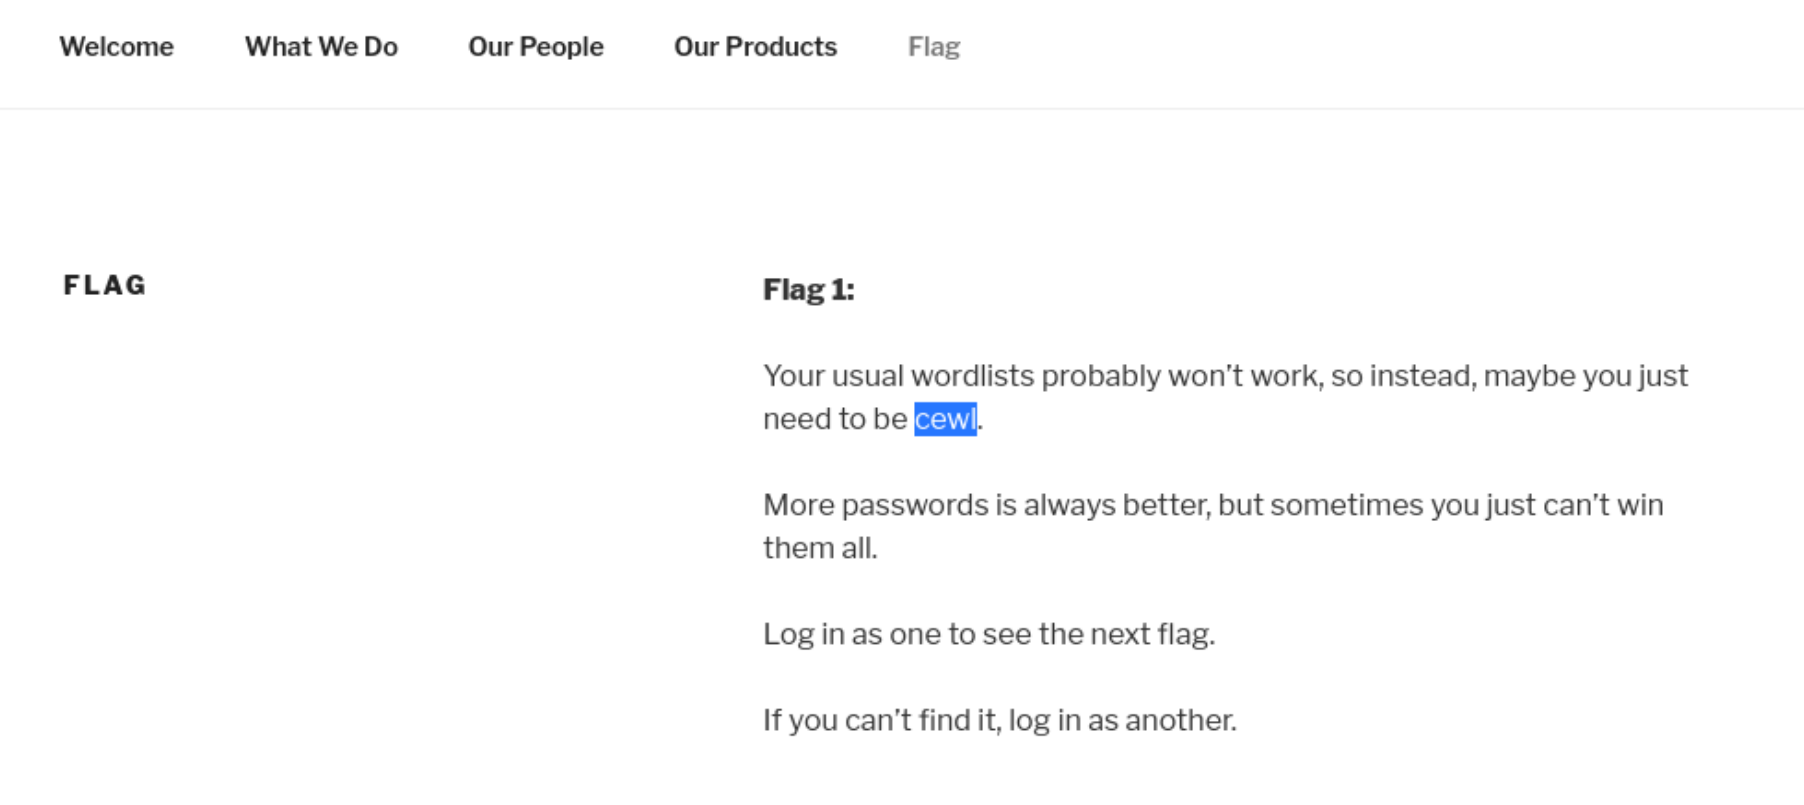 Welcome What We Do Our People Our Products Flag
FLAG
Flag 1:
Your usual wordlists probably won’t work, so instead, maybe you just
need to be cewl.
More passwords is always better, but sometimes you just can’t win
them all.
Log in as one to see the next flag.
If you can’t find it, log in as another.